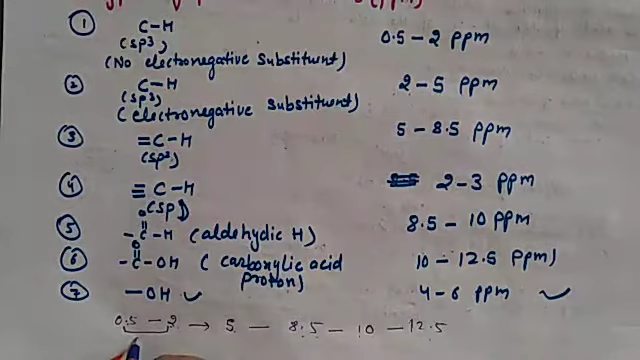 (ppm)
① C-H 0.5 - 2 ppm
(sp3)
(No electronegative substituent)
② C-H 2 - 5 ppm
(sp3)
(electronegative substituent)
③ =C-H 5 - 8.5 ppm
(sp2)
④ ≡C-H 2-3 ppm
(sp)
O
⑤ -C-H (aldehydic H) 8.5 - 10 ppm
O
⑥ -C-OH (carboxylic acid 10 - 12.5 ppm)
proton)
⑦ -OH ✓ 4-6 ppm ✓
0.5 - 2 → 5 - 8.5 - 10 - 12.5